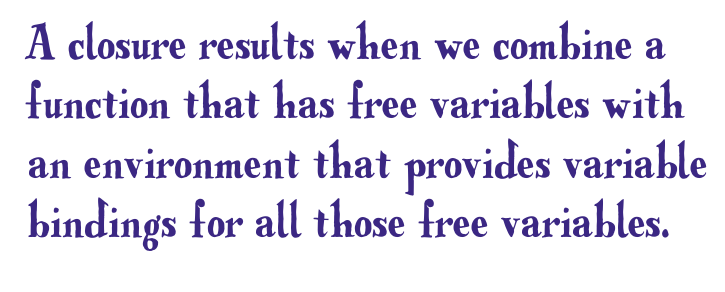 A closure results when we combine a
function that has free variables with
an environment that provides variable
bindings for all those free variables.